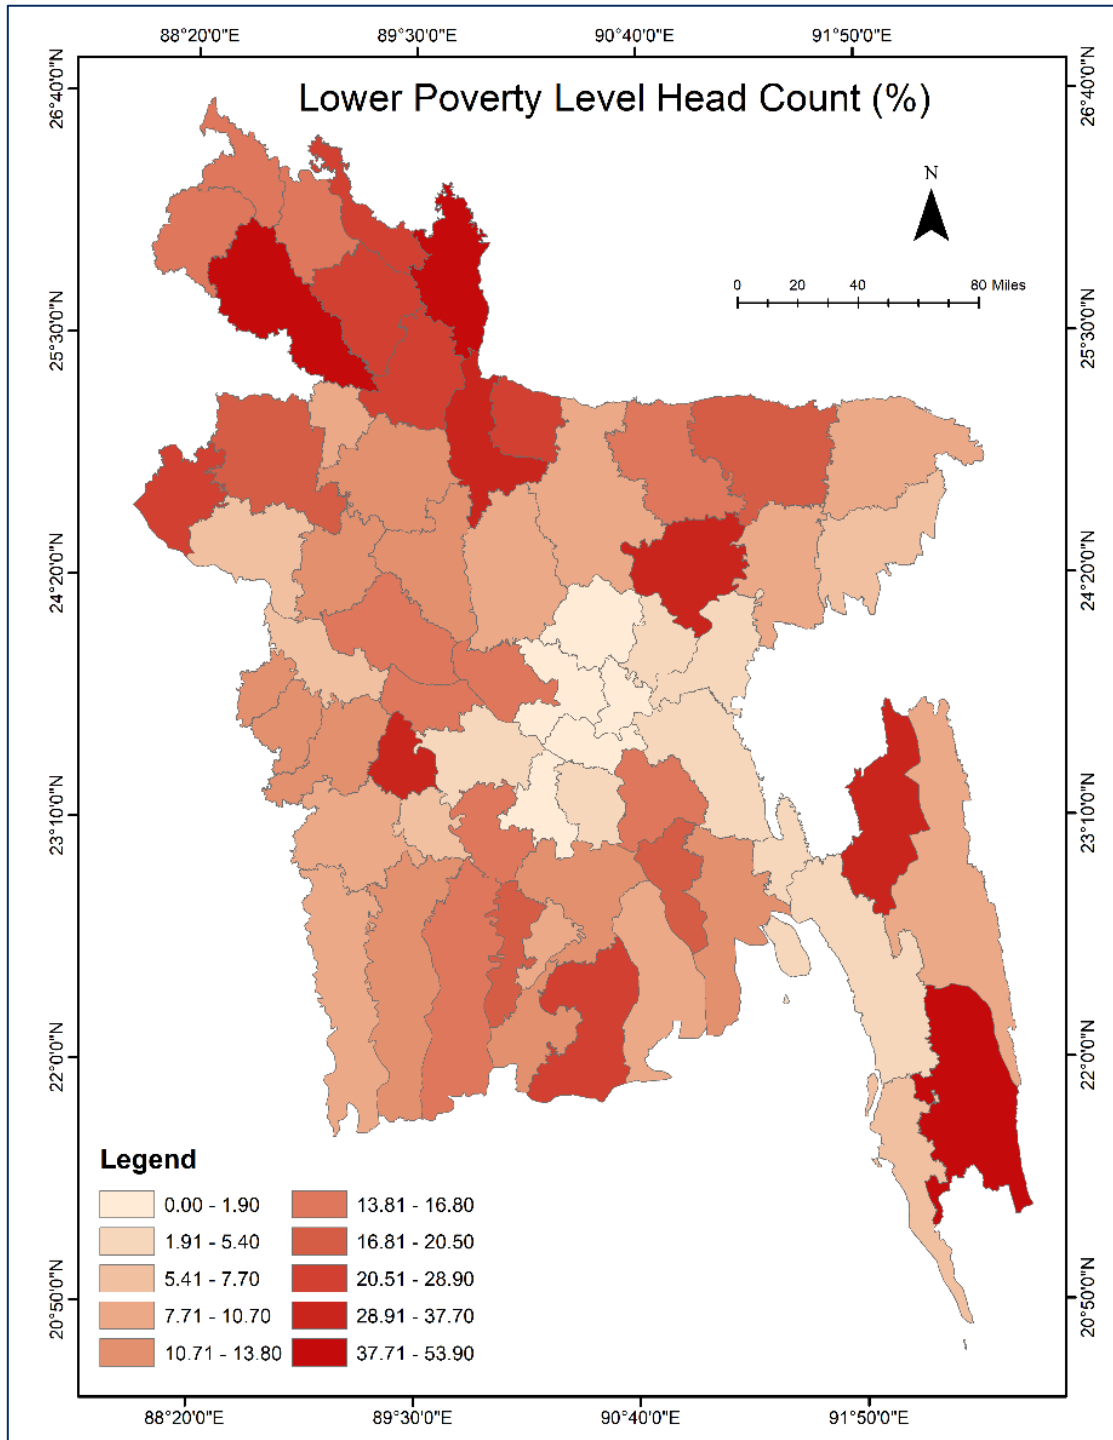 88°20'0"E 89°30'0"E 90°40'0"E 91°50'0"E
Lower Poverty Level Head Count (%)
N
0 20 40 60 80 Miles
26°40'0"N
25°30'0"N
24°20'0"N
23°10'0"N
22°0'0"N
20°50'0"N
26°40'0"N
25°30'0"N
24°20'0"N
23°10'0"N
22°0'0"N
20°50'0"N
Legend
0.00 - 1.90
1.91 - 5.40
5.41 - 7.70
7.71 - 10.70
10.71 - 13.80
13.81 - 16.80
16.81 - 20.50
20.51 - 28.90
28.91 - 37.70
37.71 - 53.90
88°20'0"E 89°30'0"E 90°40'0"E 91°50'0"E